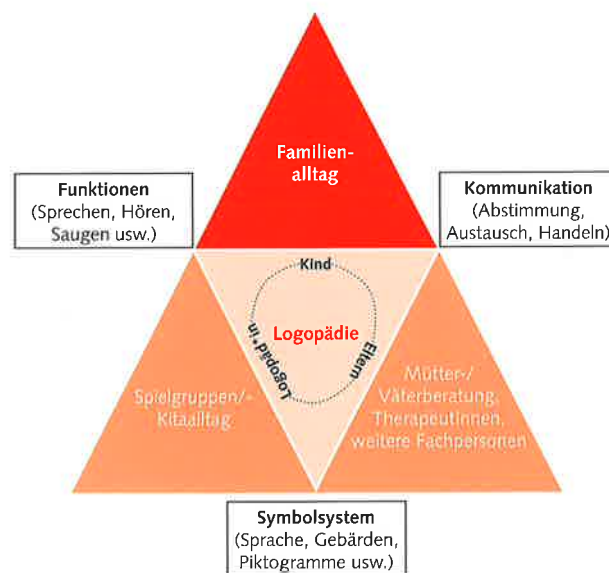 Familien-
alltag
Funktionen
(Sprechen, Hören,
Saugen usw.)
Kommunikation
(Abstimmung,
Austausch, Handeln)
Kind
Logopädie
Logopäd*in
Eltern
Spielgruppen/-
Kitaalltag
Mütter-/
Väterberatung,
TherapeutInnen,
weitere Fachpersonen
Symbolsystem
(Sprache, Gebärden,
Piktogramme usw.)